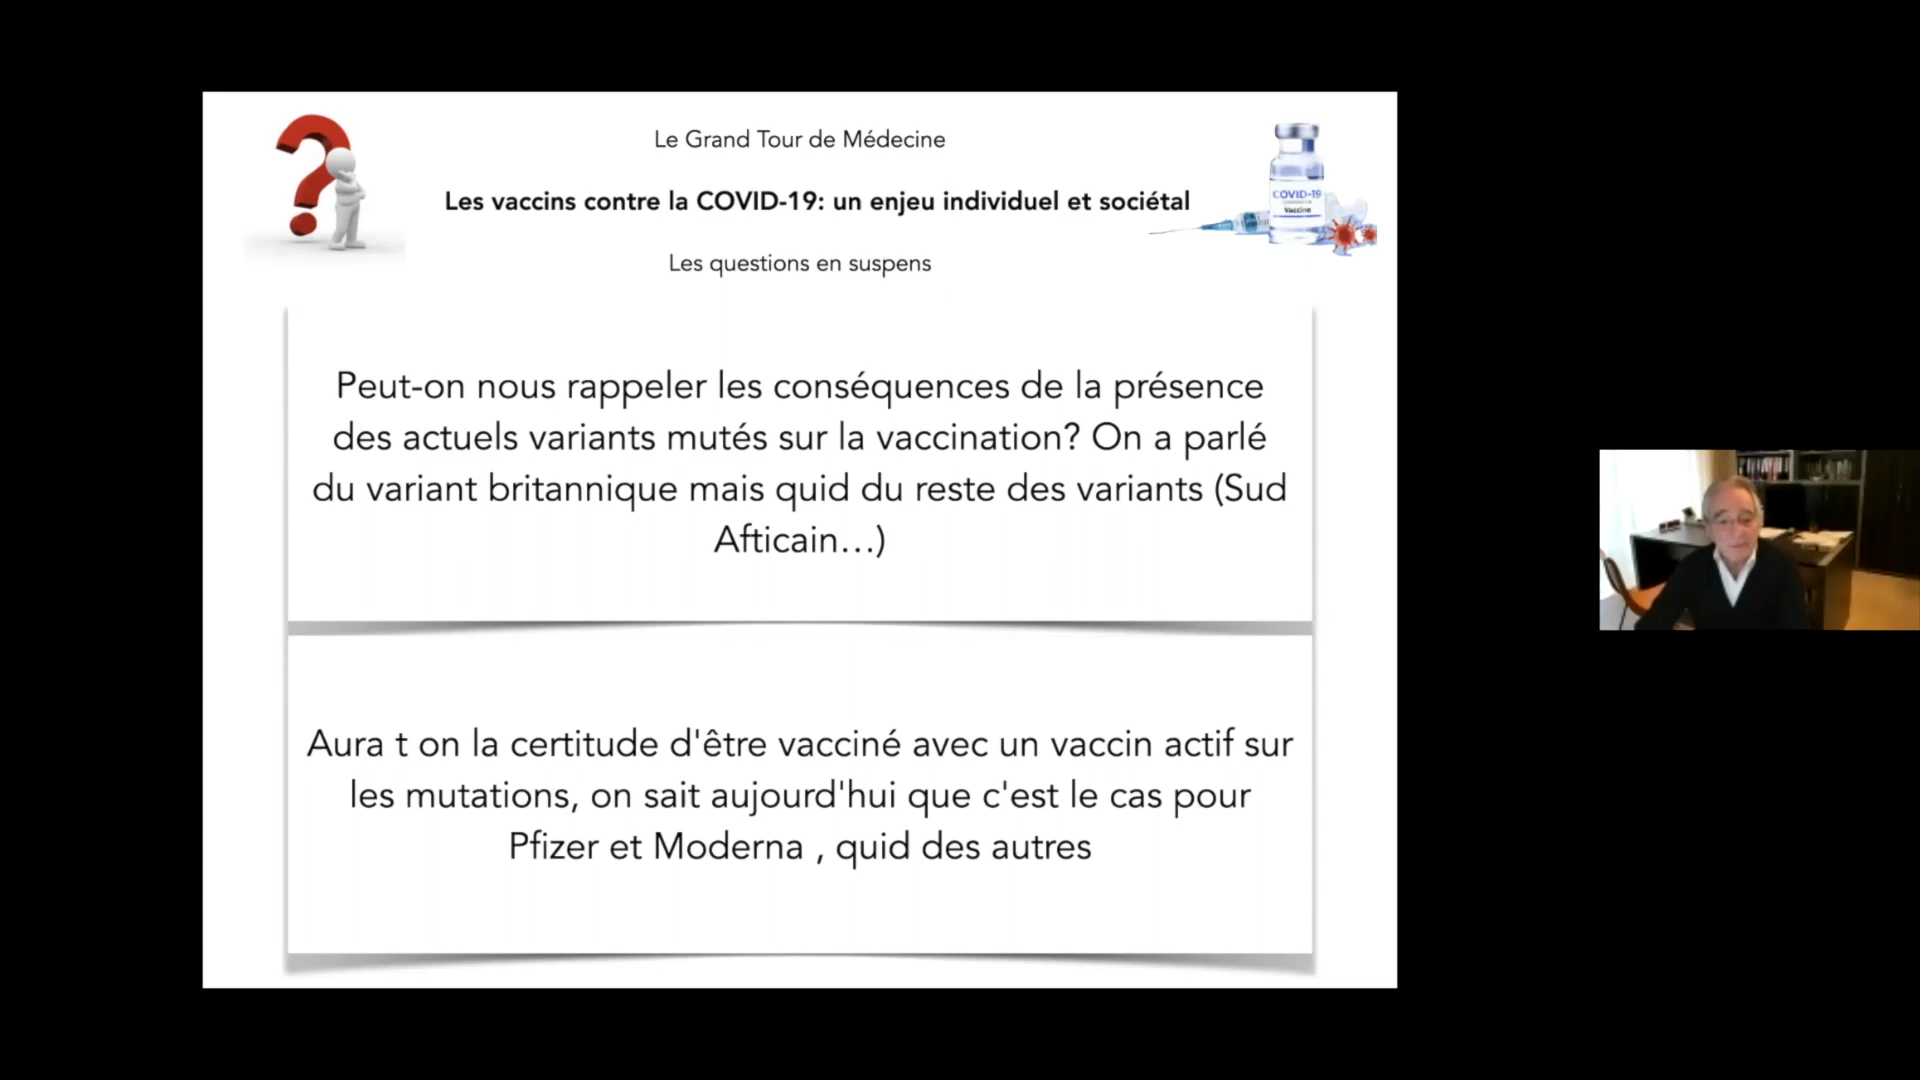 Le Grand Tour de Médecine
Les vaccins contre la COVID-19: un enjeu individuel et sociétal
COVID-19
Vaccine
Les questions en suspens
Peut-on nous rappeler les conséquences de la présence
des actuels variants mutés sur la vaccination? On a parlé
du variant britannique mais quid du reste des variants (Sud
Afticain...)
Aura t on la certitude d'être vacciné avec un vaccin actif sur
les mutations, on sait aujourd'hui que c'est le cas pour
Pfizer et Moderna , quid des autres